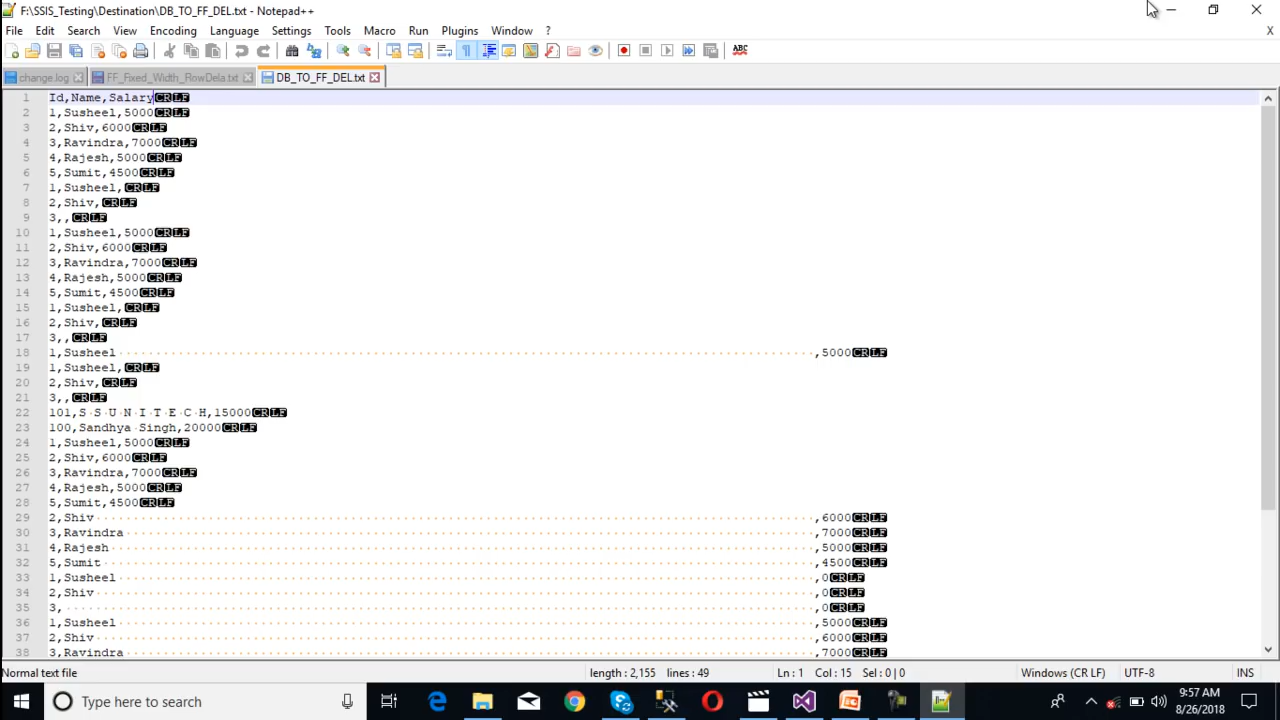 F:\SSIS_Testing\Destination\DB_TO_FF_DEL.txt - Notepad++
File Edit Search View Encoding Language Settings Tools Macro Run Plugins Window ? X
ABC
change.log FF_Fixed_Width_RowDela.txt DB_TO_FF_DEL.txt
1 Id,Name,SalaryCRLF
2 1,Susheel,5000CRLF
3 2,Shiv,6000CRLF
4 3,Ravindra,7000CRLF
5 4,Rajesh,5000CRLF
6 5,Sumit,4500CRLF
7 1,Susheel,CRLF
8 2,Shiv,CRLF
9 3,,CRLF
10 1,Susheel,5000CRLF
11 2,Shiv,6000CRLF
12 3,Ravindra,7000CRLF
13 4,Rajesh,5000CRLF
14 5,Sumit,4500CRLF
15 1,Susheel,CRLF
16 2,Shiv,CRLF
17 3,,CRLF
18 1,Susheel ,5000CRLF
19 1,Susheel,CRLF
20 2,Shiv,CRLF
21 3,,CRLF
22 101,S·S·U·N·I·T·E·C·H,15000CRLF
23 100,Sandhya·Singh,20000CRLF
24 1,Susheel,5000CRLF
25 2,Shiv,6000CRLF
26 3,Ravindra,7000CRLF
27 4,Rajesh,5000CRLF
28 5,Sumit,4500CRLF
29 2,Shiv ,6000CRLF
30 3,Ravindra ,7000CRLF
31 4,Rajesh ,5000CRLF
32 5,Sumit ,4500CRLF
33 1,Susheel ,0CRLF
34 2,Shiv ,0CRLF
35 3, ,0CRLF
36 1,Susheel ,5000CRLF
37 2,Shiv ,6000CRLF
38 3,Ravindra ,7000CRLF
Normal text file length : 2,155 lines : 49 Ln : 1 Col : 15 Sel : 0 | 0 Windows (CR LF) UTF-8 INS
Type here to search
9:57 AM
8/26/2018